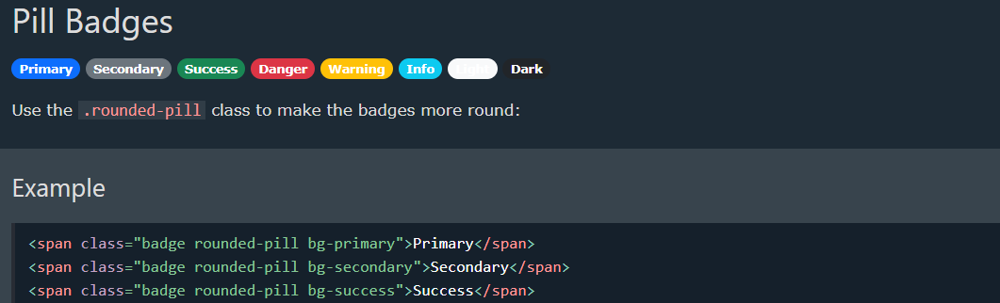 Pill Badges
Primary Secondary Success Danger Warning Info Light Dark
Use the .rounded-pill class to make the badges more round:
Example
<span class="badge rounded-pill bg-primary">Primary</span>
<span class="badge rounded-pill bg-secondary">Secondary</span>
<span class="badge rounded-pill bg-success">Success</span>